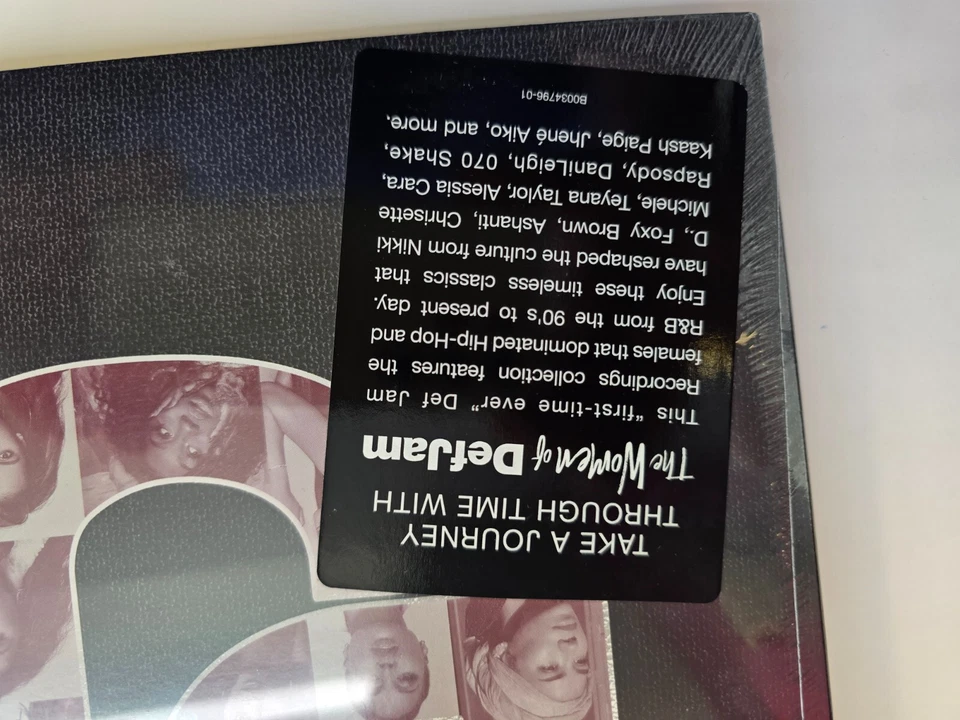 TAKE A JOURNEY
THROUGH TIME WITH
The Women of DefJam
This "first-time ever" Def Jam
Recordings collection features the
females that dominated Hip-Hop and
R&B from the 90's to present day.
Enjoy these timeless classics that
have reshaped the culture from Nikki
D., Foxy Brown, Ashanti, Chrisette
Michele, Teyana Taylor, Alessia Cara,
Rapsody, DaniLeigh, 070 Shake,
Kaash Paige, Jhené Aiko, and more.
B0034796-01